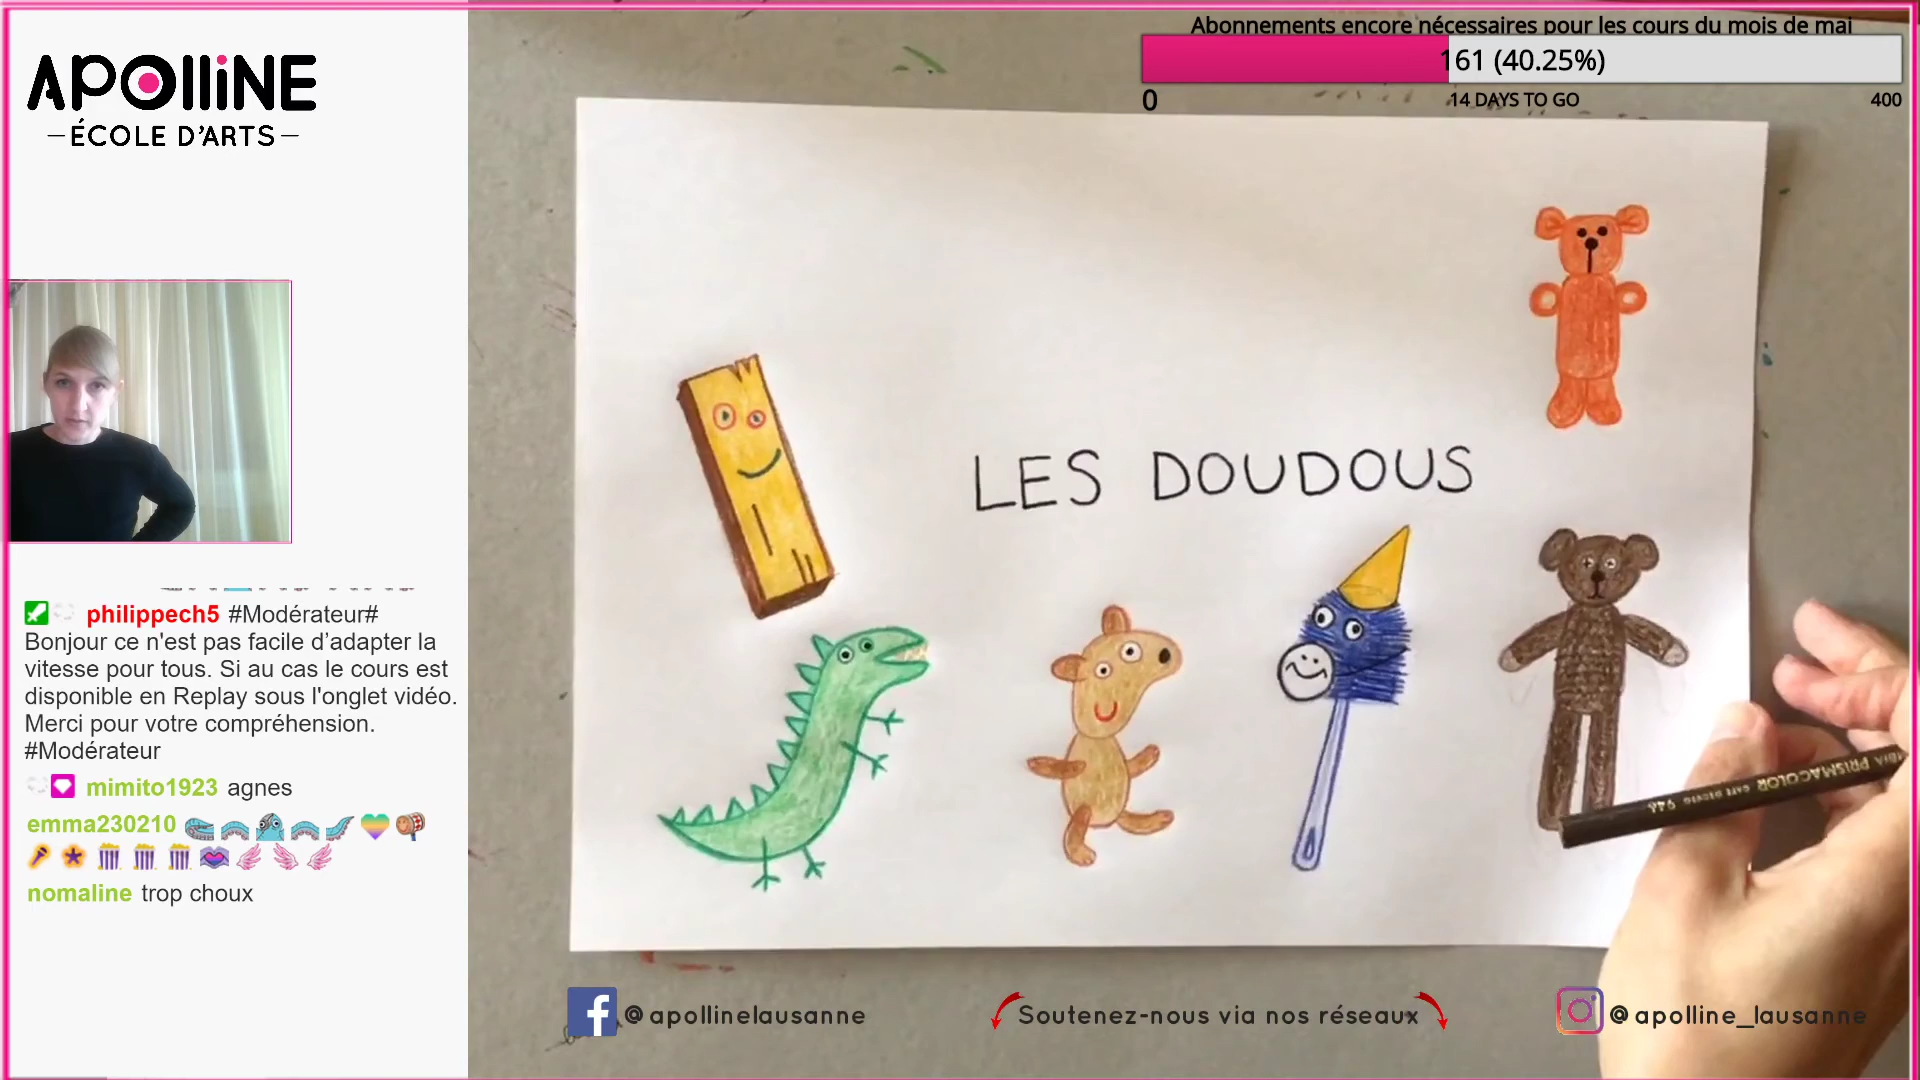 APOLLiNE
–ÉCOLE D'ARTS–
Abonnements encore nécessaires pour les cours du mois de mai
161 (40.25%)
0
14 DAYS TO GO
400
LES DOUDOUS
philippech5 #Modérateur#
Bonjour ce n'est pas facile d’adapter la
vitesse pour tous. Si au cas le cours est
disponible en Replay sous l'onglet vidéo.
Merci pour votre compréhension.
#Modérateur
mimito1923 agnes
emma230210
nomaline trop choux
PRISMACOLOR 946
@apollinelausanne
Soutenez-nous via nos réseaux
@apolline_lausanne